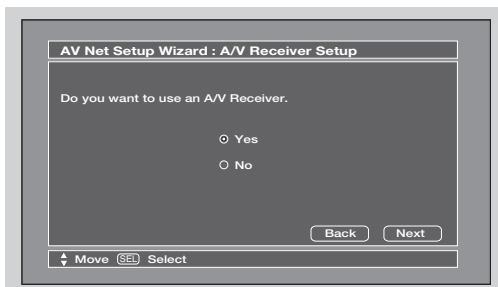 AV Net Setup Wizard : A/V Receiver Setup
Do you want to use an A/V Receiver.
Yes
No
Back Next
Move SEL Select